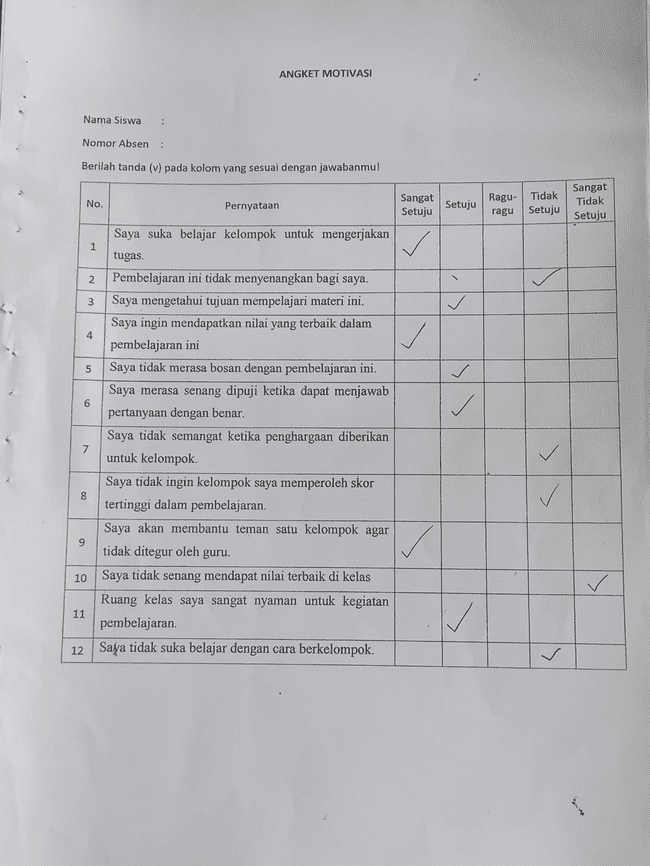 ANGKET MOTIVASI
Nama Siswa :
Nomor Absen :
Berilah tanda (v) pada kolom yang sesuai dengan jawabanmu!
No. Pernyataan Sangat Setuju Setuju Ragu-ragu Tidak Setuju Sangat Tidak Setuju
1 Saya suka belajar kelompok untuk mengerjakan
tugas. ✓
2 Pembelajaran ini tidak menyenangkan bagi saya. ✓
3 Saya mengetahui tujuan mempelajari materi ini. ✓
4 Saya ingin mendapatkan nilai yang terbaik dalam
pembelajaran ini ✓
5 Saya tidak merasa bosan dengan pembelajaran ini. ✓
6 Saya merasa senang dipuji ketika dapat menjawab
pertanyaan dengan benar. ✓
7 Saya tidak semangat ketika penghargaan diberikan
untuk kelompok. ✓
8 Saya tidak ingin kelompok saya memperoleh skor
tertinggi dalam pembelajaran. ✓
9 Saya akan membantu teman satu kelompok agar
tidak ditegur oleh guru. ✓
10 Saya tidak senang mendapat nilai terbaik di kelas ✓
11 Ruang kelas saya sangat nyaman untuk kegiatan
pembelajaran. ✓
12 Saya tidak suka belajar dengan cara berkelompok. ✓